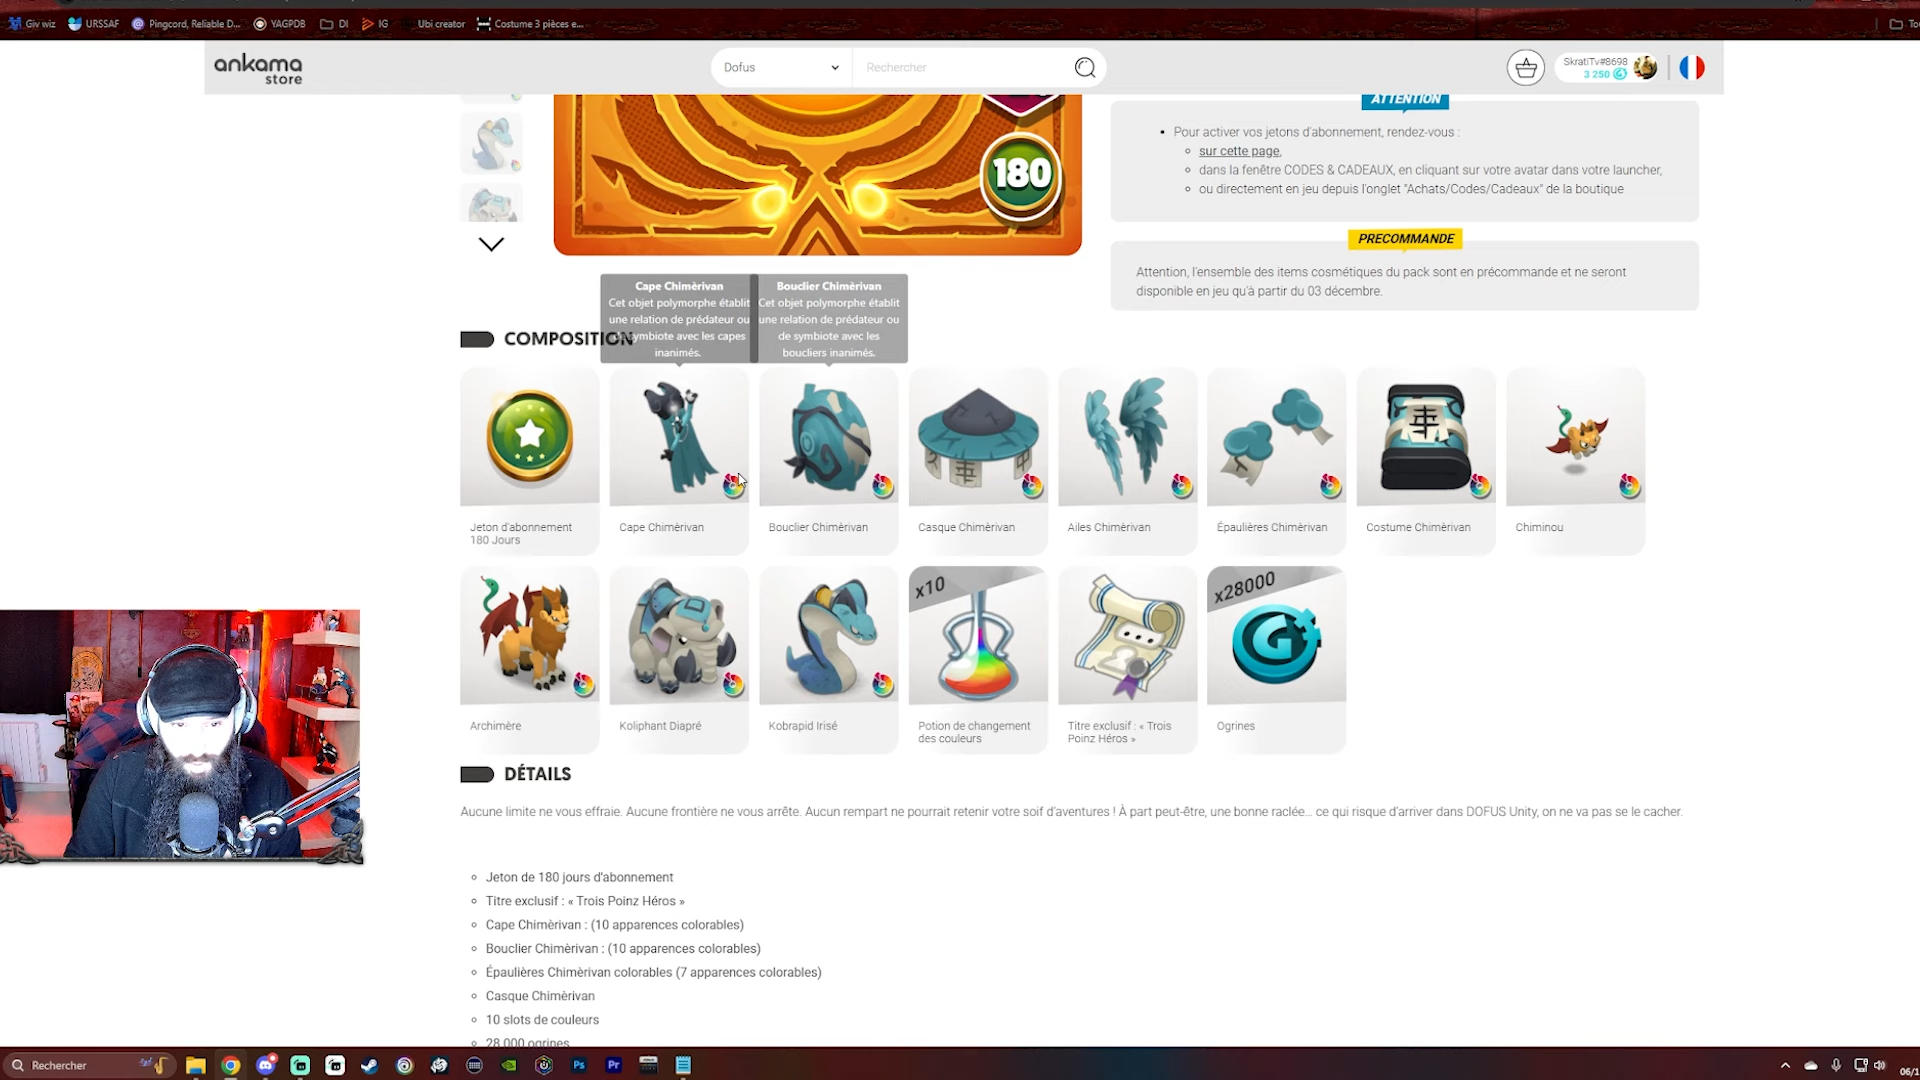 Giv wiz
URSSAF
Pingcord, Reliable D...
YAGPDB
DI
IG
Ubi creator
Costume 3 pièces e...
ankama
store
Dofus
Rechercher
SkratiTv#8698
3 250
ATTENTION
• Pour activer vos jetons d'abonnement, rendez-vous :
sur cette page,
dans la fenêtre CODES & CADEAUX, en cliquant sur votre avatar dans votre launcher,
ou directement en jeu depuis l'onglet "Achats/Codes/Cadeaux" de la boutique
180
PRECOMMANDE
Attention, l'ensemble des items cosmétiques du pack sont en précommande et ne seront
disponible en jeu qu'à partir du 03 décembre.
Cape Chimèrivan
Cet objet polymorphe établit
une relation de prédateur ou
symbiote avec les capes
inanimés.
Bouclier Chimèrivan
Cet objet polymorphe établit
une relation de prédateur ou
de symbiote avec les
boucliers inanimés.
COMPOSITION
Jeton d'abonnement
180 Jours
Cape Chimèrivan
Bouclier Chimèrivan
Casque Chimèrivan
Ailes Chimèrivan
Épaulières Chimèrivan
Costume Chimèrivan
Chiminou
x10
x28000
Archimère
Koliphant Diapré
Kobrapid Irisé
Potion de changement
des couleurs
Titre exclusif : « Trois
Poinz Héros »
Ogrines
DÉTAILS
Aucune limite ne vous effraie. Aucune frontière ne vous arrête. Aucun rempart ne pourrait retenir votre soif d'aventures ! À part peut-être, une bonne raclée... ce qui risque d'arriver dans DOFUS Unity, on ne va pas se le cacher.
Jeton de 180 jours d'abonnement
Titre exclusif : « Trois Poinz Héros »
Cape Chimèrivan : (10 apparences colorables)
Bouclier Chimèrivan : (10 apparences colorables)
Épaulières Chimèrivan colorables (7 apparences colorables)
Casque Chimèrivan
10 slots de couleurs
28 000 ogrines
Rechercher
Ps
Pr
06/1